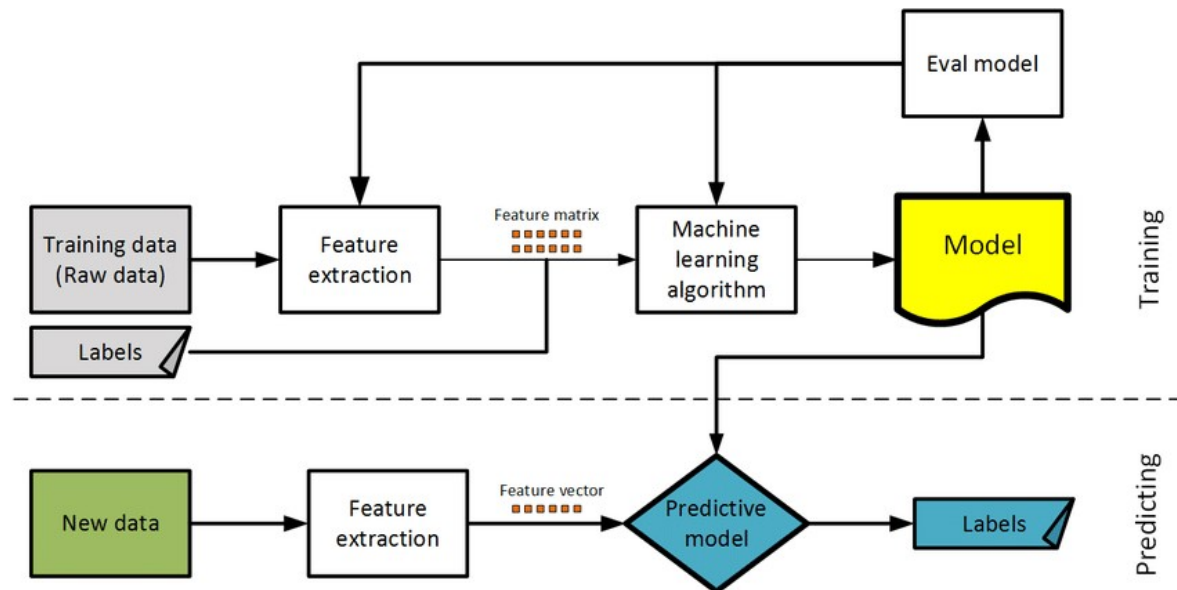 Eval model
Training data
(Raw data)
Feature
extraction
Feature matrix
Machine
learning
algorithm
Model
Training
Labels
New data
Feature
extraction
Feature vector
Predictive
model
Labels
Predicting